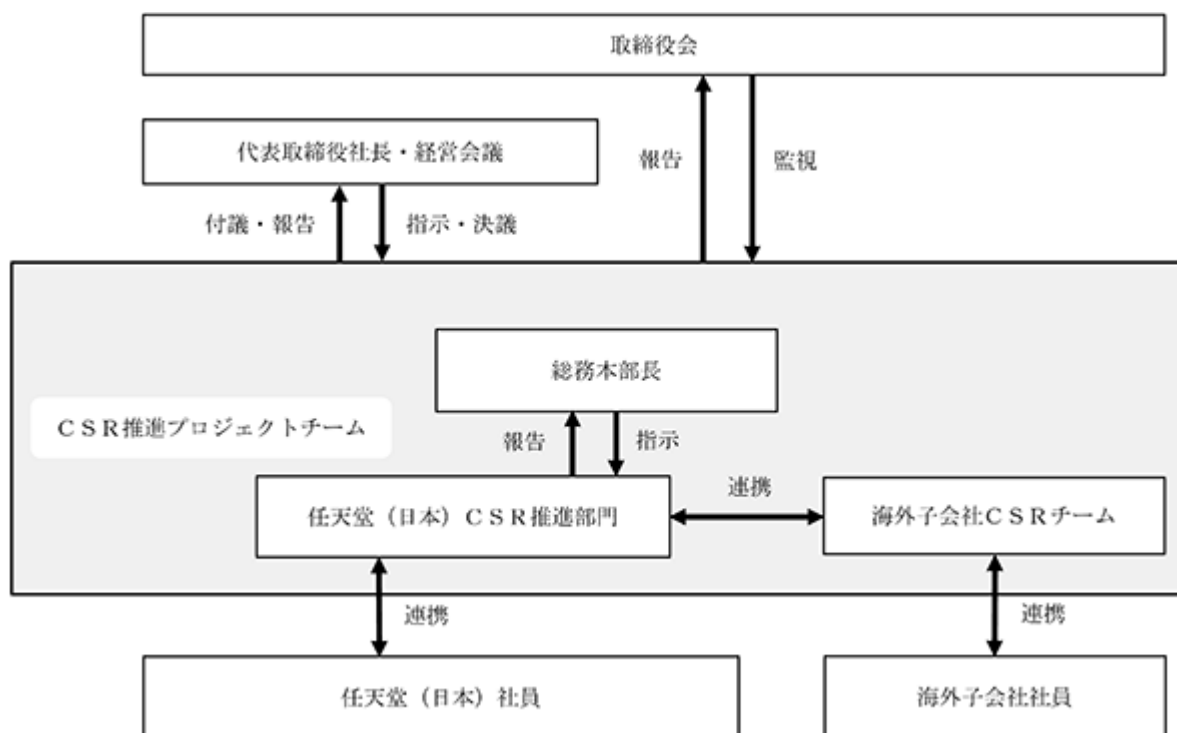 取締役会
代表取締役社長・経営会議
報告
監視
付議・報告
指示・決議
総務本部長
CSR推進プロジェクトチーム
報告
指示
任天堂（日本）CSR推進部門
連携
海外子会社CSRチーム
連携
連携
任天堂（日本）社員
海外子会社社員